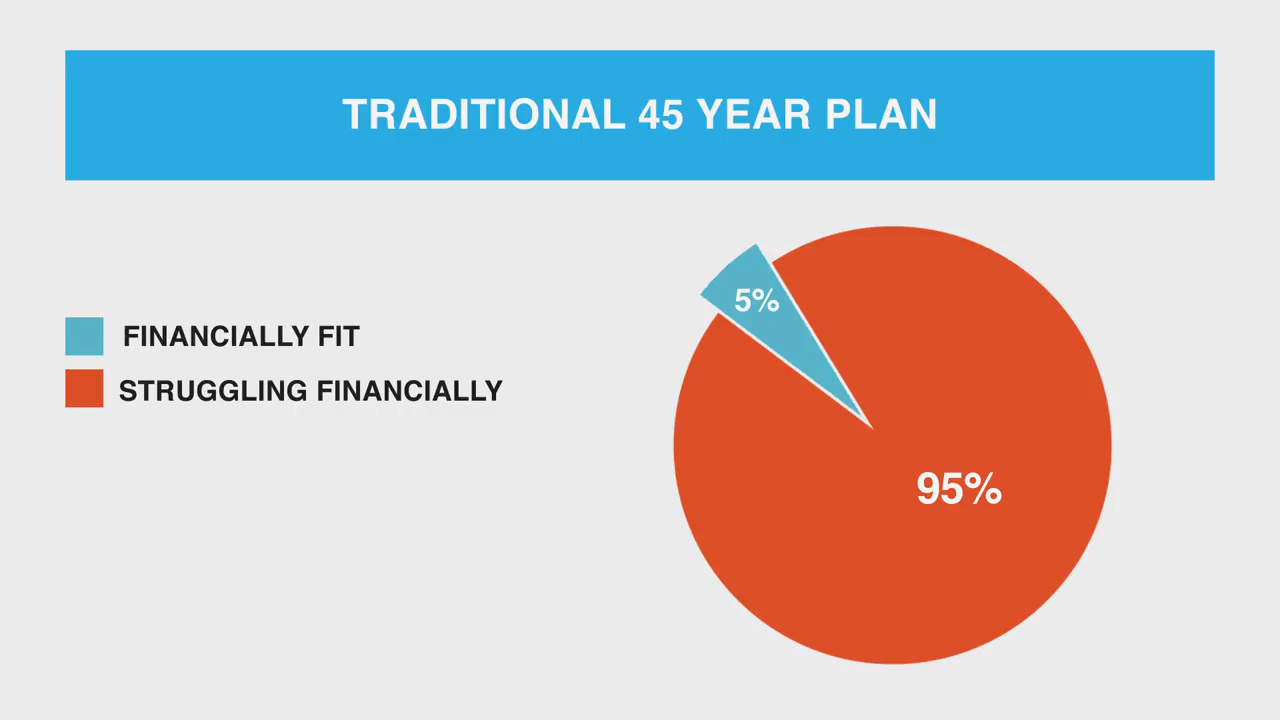 TRADITIONAL 45 YEAR PLAN
FINANCIALLY FIT
STRUGGLING FINANCIALLY
5%
95%